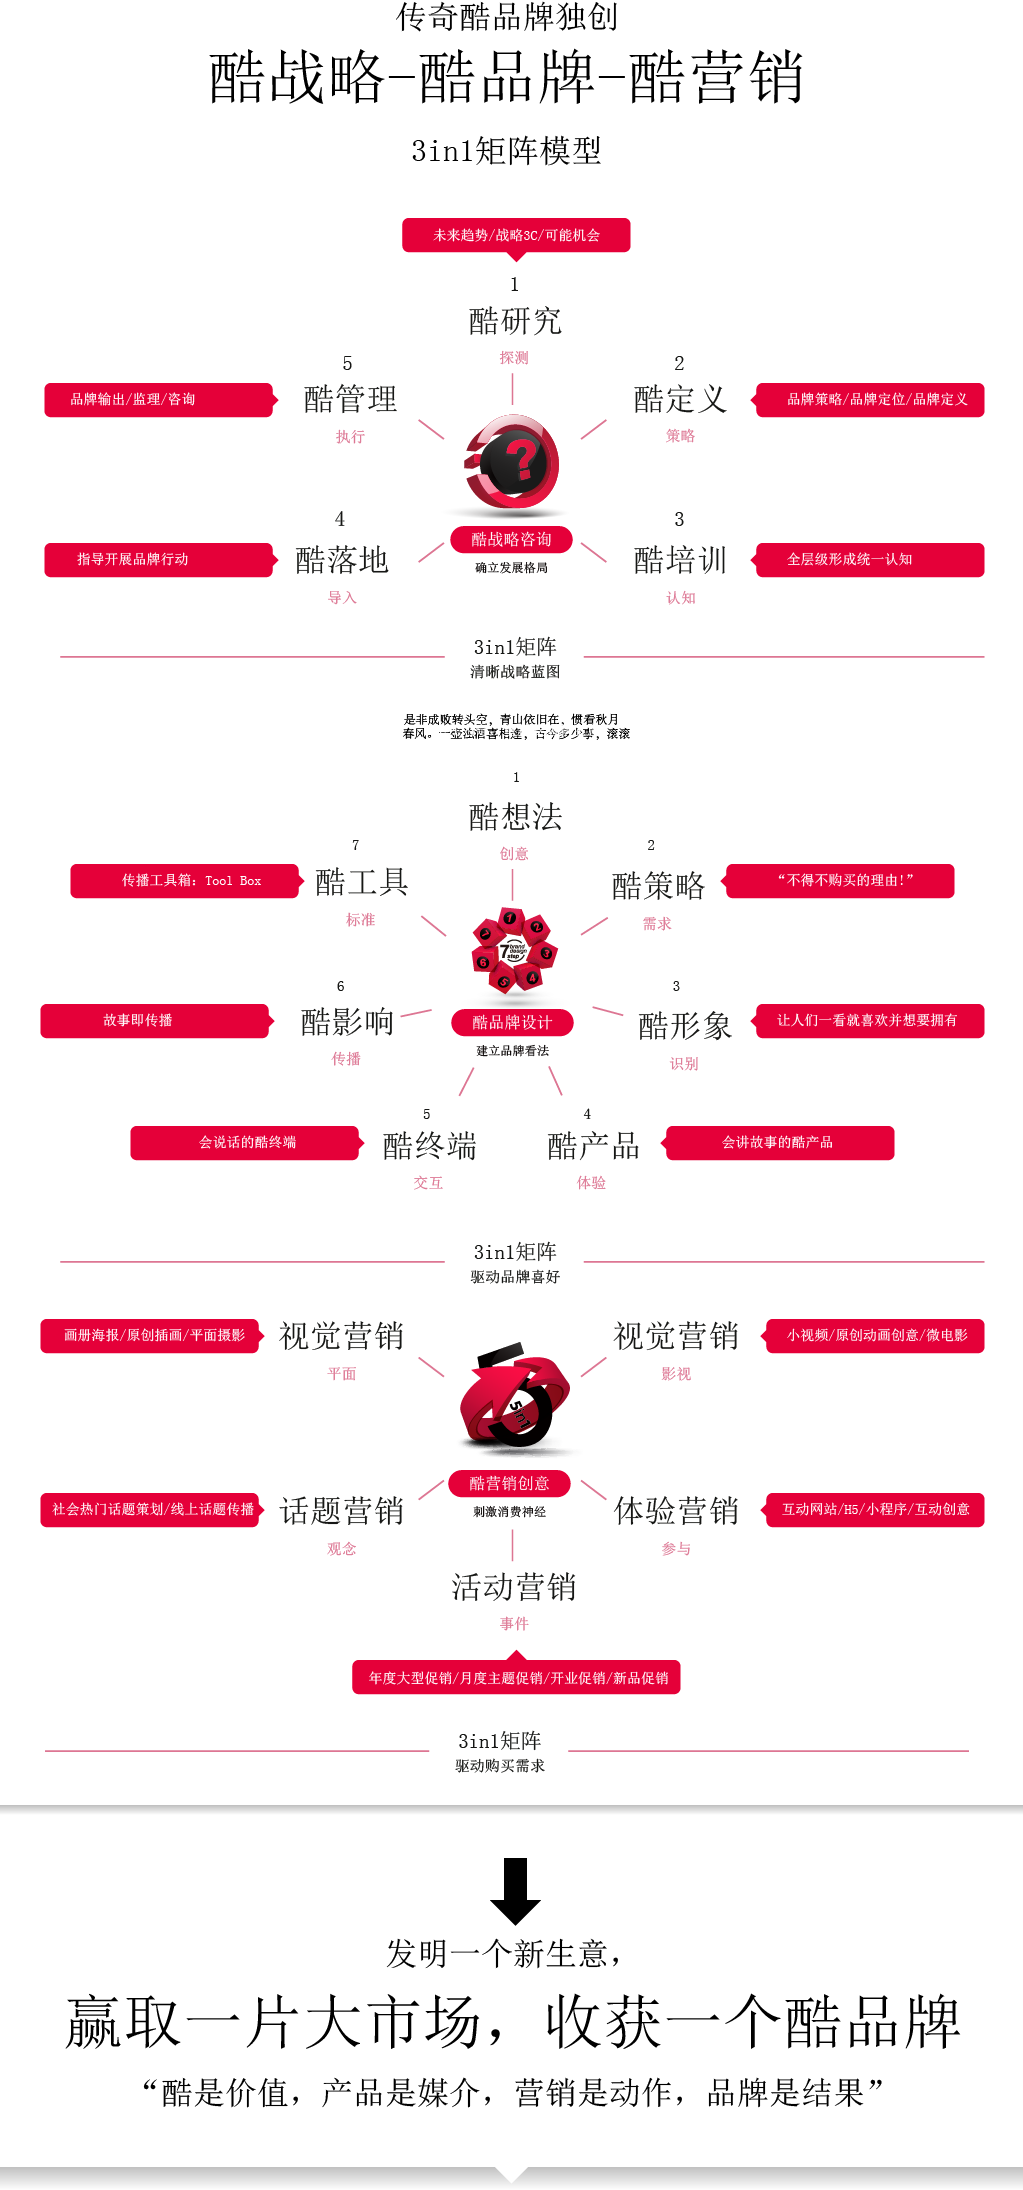 传奇酷品牌独创
酷战略-酷品牌-酷营销
3in1矩阵模型
未来趋势/战略3C/可能机会
1
酷研究
探测
5
酷管理
执行
品牌输出/监理/咨询
2
酷定义
策略
品牌策略/品牌定位/品牌定义
?
4
酷落地
导入
指导开展品牌行动
酷战略咨询
确立发展格局
3
酷培训
认知
全层级形成统一认知
3in1矩阵
清晰战略蓝图
是非成败转头空，青山依旧在，惯看秋月
春风。一壶浊酒喜相逢，古今多少事，滚滚
1
酷想法
创意
7
酷工具
标准
传播工具箱：Tool Box
2
酷策略
需求
“不得不购买的理由！”
1
2
3
4
5
6
7
7 brand design step
6
酷影响
传播
故事即传播
酷品牌设计
建立品牌看法
3
酷形象
识别
让人们一看就喜欢并想要拥有
5
酷终端
交互
会说话的酷终端
4
酷产品
体验
会讲故事的酷产品
3in1矩阵
驱动品牌喜好
画册海报/原创插画/平面摄影
视觉营销
平面
视觉营销
影视
小视频/原创动画创意/微电影
5in1
社会热门话题策划/线上话题传播
话题营销
观念
酷营销创意
刺激消费神经
体验营销
参与
互动网站/H5/小程序/互动创意
活动营销
事件
年度大型促销/月度主题促销/开业促销/新品促销
3in1矩阵
驱动购买需求
发明一个新生意，
赢取一片大市场，收获一个酷品牌
“酷是价值，产品是媒介，营销是动作，品牌是结果”